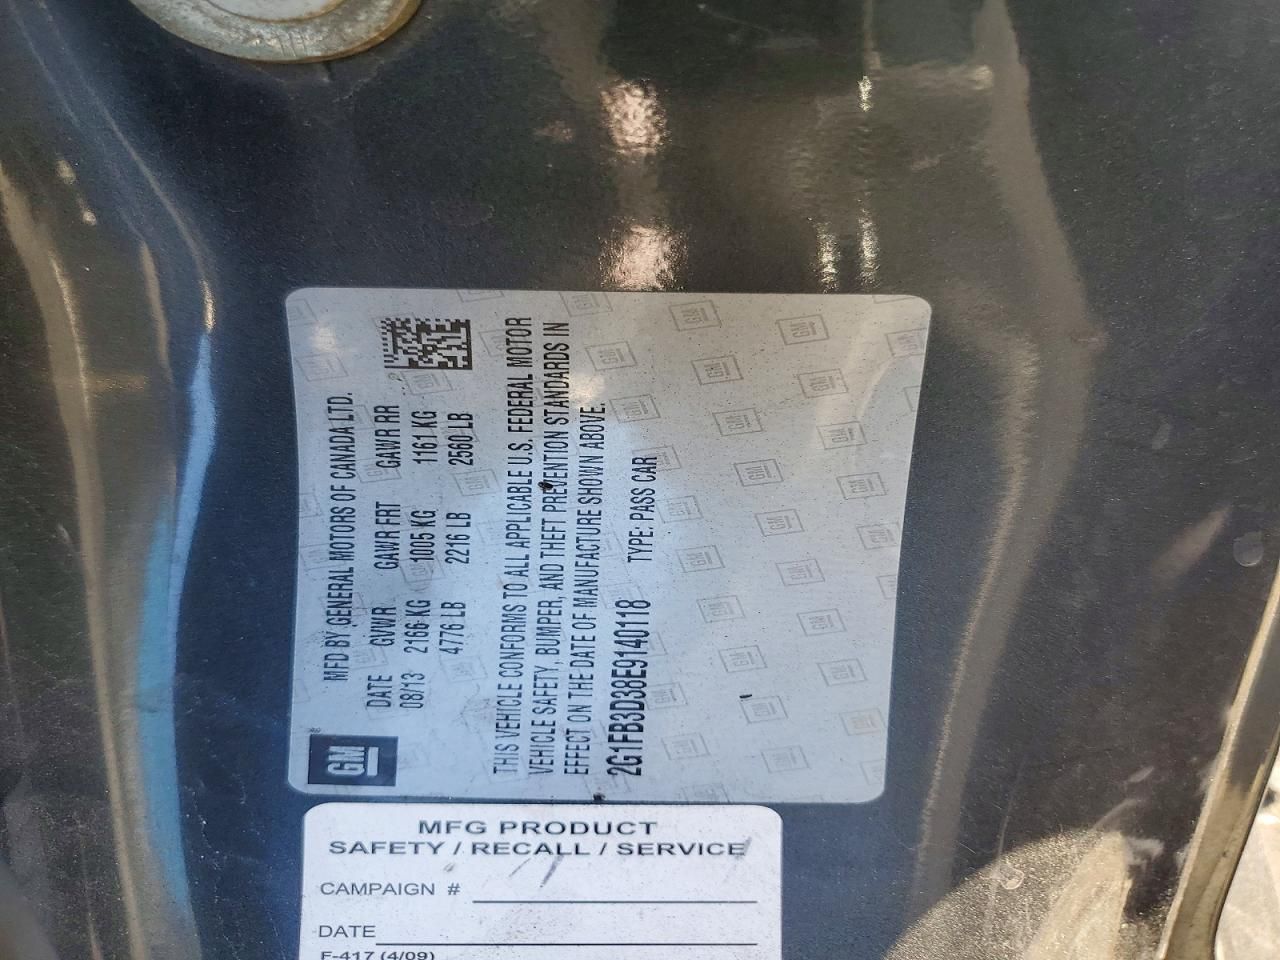 GM
MFD BY GENERAL MOTORS OF CANADA LTD.
DATE GVWR GAWR FRT GAWR RR
08/13 2166 KG 1005 KG 1161 KG
4776 LB 2216 LB 2560 LB
THIS VEHICLE CONFORMS TO ALL APPLICABLE U.S. FEDERAL MOTOR
VEHICLE SAFETY, BUMPER, AND THEFT PREVENTION STANDARDS IN
EFFECT ON THE DATE OF MANUFACTURE SHOWN ABOVE.
2G1FB3D38E9140118 TYPE: PASS CAR
MFG PRODUCT
SAFETY / RECALL / SERVICE
CAMPAIGN #
DATE
F-417 (4/09)